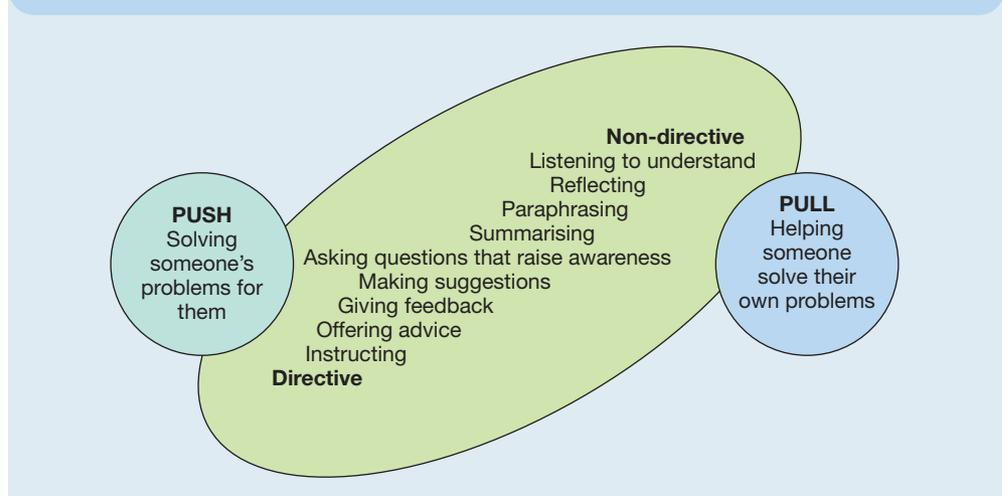 Non-directive
Listening to understand
Reflecting
Paraphrasing
Summarising
Asking questions that raise awareness
Making suggestions
Giving feedback
Offering advice
Instructing
Directive
PUSH
Solving
someone's
problems for
them
PULL
Helping
someone
solve their
own problems